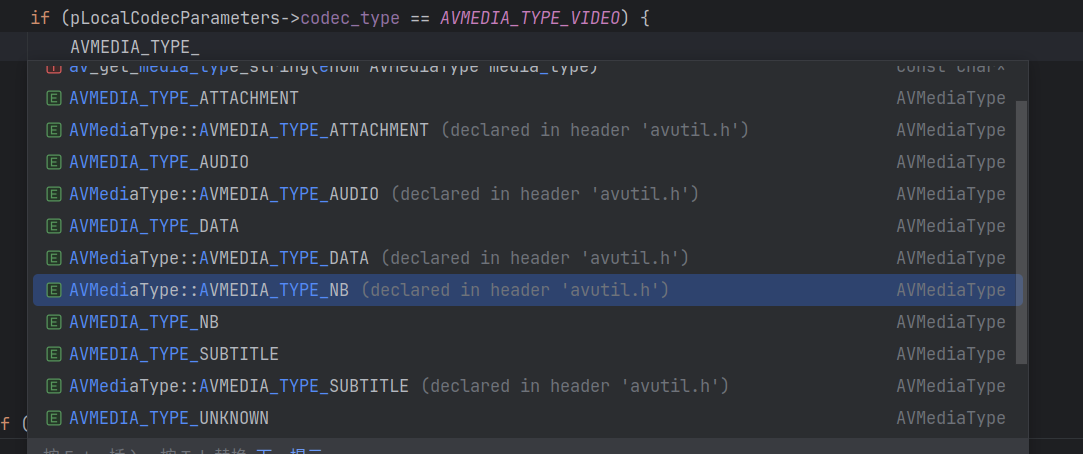 if (pLocalCodecParameters->codec_type == AVMEDIA_TYPE_VIDEO) {
AVMEDIA_TYPE_
av_get_media_type_string(enum AVMediaType media_type) const char*
AVMEDIA_TYPE_ATTACHMENT AVMediaType
AVMediaType::AVMEDIA_TYPE_ATTACHMENT (declared in header 'avutil.h') AVMediaType
AVMEDIA_TYPE_AUDIO AVMediaType
AVMediaType::AVMEDIA_TYPE_AUDIO (declared in header 'avutil.h') AVMediaType
AVMEDIA_TYPE_DATA AVMediaType
AVMediaType::AVMEDIA_TYPE_DATA (declared in header 'avutil.h') AVMediaType
AVMediaType::AVMEDIA_TYPE_NB (declared in header 'avutil.h') AVMediaType
AVMEDIA_TYPE_NB AVMediaType
AVMEDIA_TYPE_SUBTITLE AVMediaType
AVMediaType::AVMEDIA_TYPE_SUBTITLE (declared in header 'avutil.h') AVMediaType
AVMEDIA_TYPE_UNKNOWN AVMediaType
f (